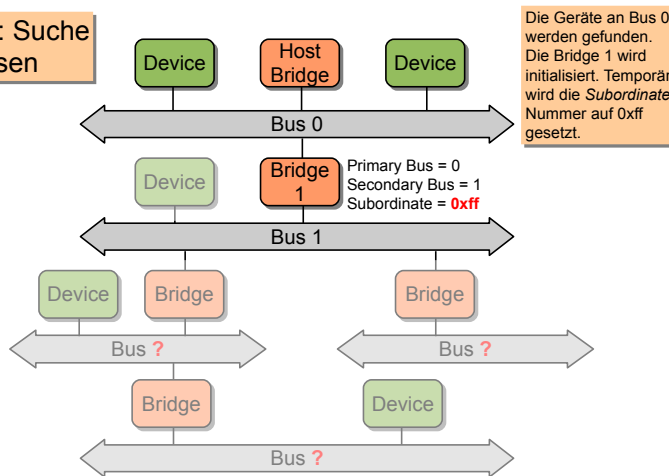 : Suche
sen
Die Geräte an Bus 0
werden gefunden.
Die Bridge 1 wird
initialisiert. Temporär
wird die Subordinate
Nummer auf 0xff
gesetzt.
Device
Host
Bridge
Device
Bus 0
Device
Bridge
1
Primary Bus = 0
Secondary Bus = 1
Subordinate = 0xff
Bus 1
Device
Bridge
Bridge
Bus ?
Bus ?
Bridge
Device
Bus ?